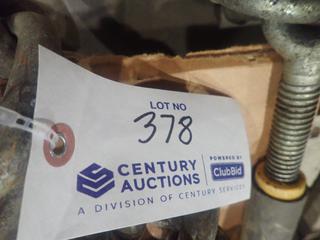 LOT NO
378
CENTURY
AUCTIONS
POWERED BY
ClubBid
A DIVISION OF CENTURY SERVICES